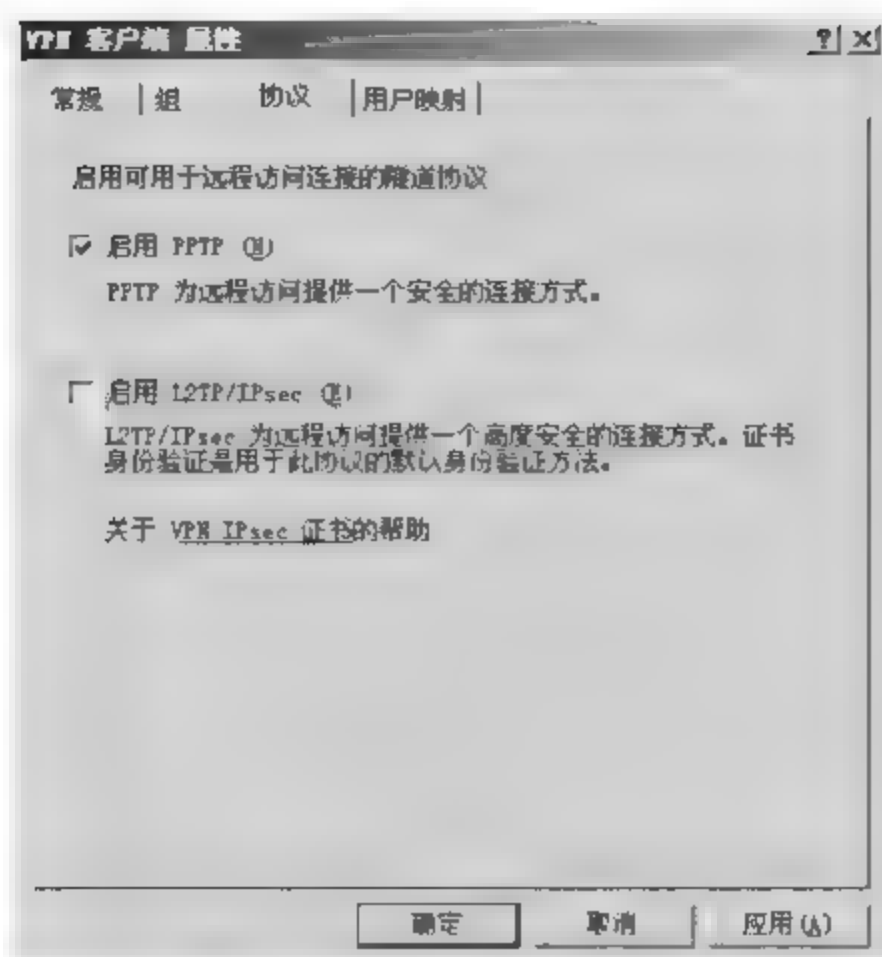 VPN 客户端 属性
常规 组 协议 用户映射
启用可用于远程访问连接的隧道协议
启用 PPTP (N)
PPTP 为远程访问提供一个安全的连接方式。
启用 L2TP/IPsec (E)
L2TP/IPsec 为远程访问提供一个高度安全的连接方式。证书
身份验证是用于此协议的默认身份验证方法。
关于 VPN IPsec 证书的帮助
确定 取消 应用(A)